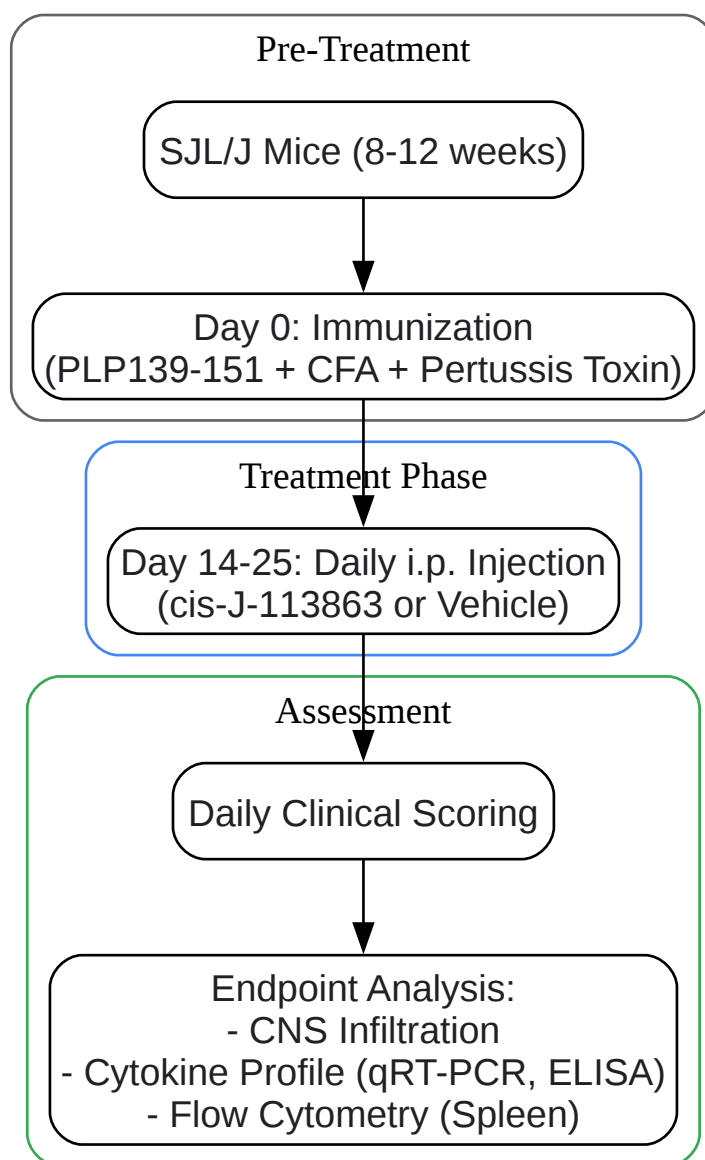 Pre-Treatment
SJL/J Mice (8-12 weeks)
Day 0: Immunization
(PLP139-151 + CFA + Pertussis Toxin)
Treatment Phase
Day 14-25: Daily i.p. Injection
(cis-J-113863 or Vehicle)
Assessment
Daily Clinical Scoring
Endpoint Analysis:
- CNS Infiltration
- Cytokine Profile (qRT-PCR, ELISA)
- Flow Cytometry (Spleen)